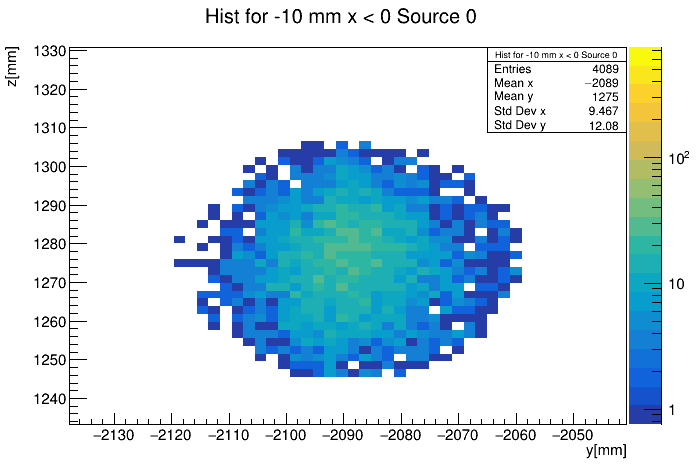 Hist for -10 mm x < 0 Source 0
z[mm]
1330
1320
1310
1300
1290
1280
1270
1260
1250
1240
Hist for -10 mm x < 0 Source 0
Entries 4089
Mean x −2089
Mean y 1275
Std Dev x 9.467
Std Dev y 12.08
10²
10
1
−2130 −2120 −2110 −2100 −2090 −2080 −2070 −2060 −2050
y[mm]